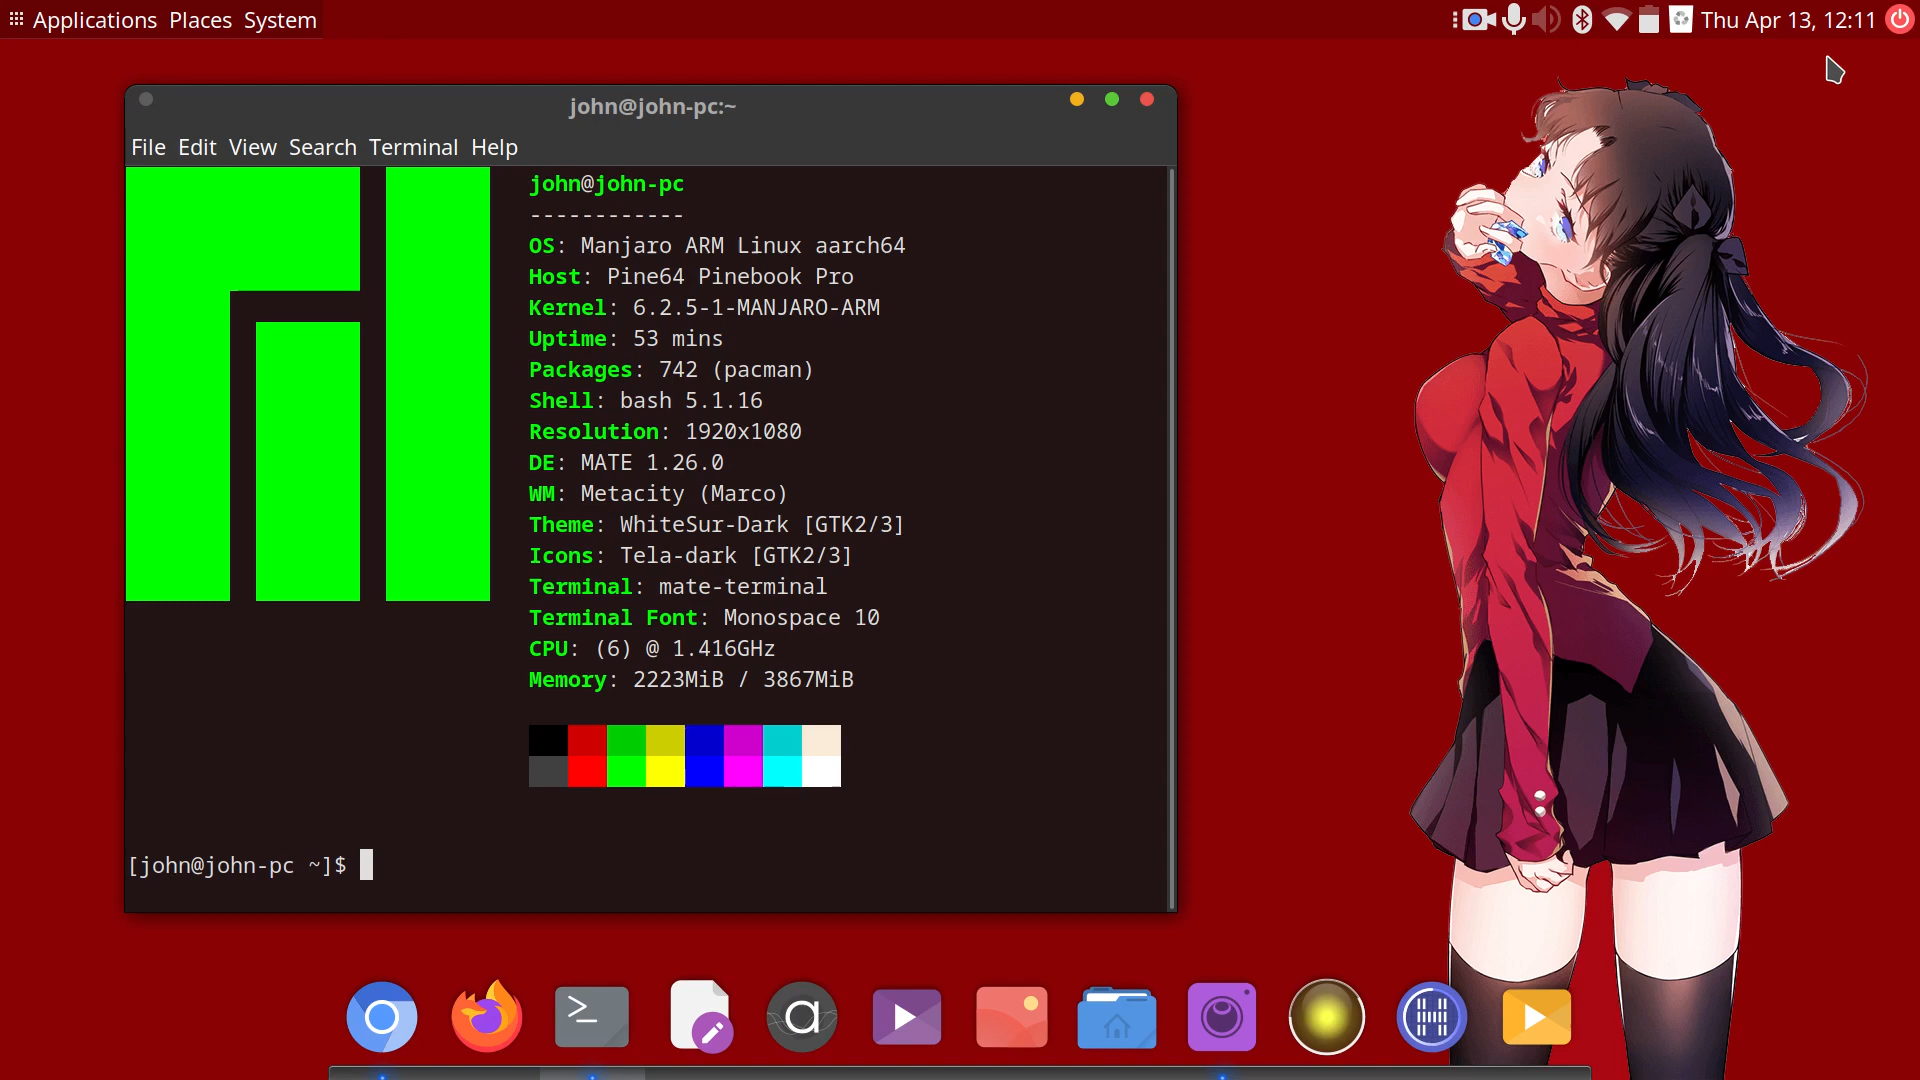 Applications Places System
Thu Apr 13, 12:11
john@john-pc:~
File Edit View Search Terminal Help
john@john-pc
------------
OS: Manjaro ARM Linux aarch64
Host: Pine64 Pinebook Pro
Kernel: 6.2.5-1-MANJARO-ARM
Uptime: 53 mins
Packages: 742 (pacman)
Shell: bash 5.1.16
Resolution: 1920x1080
DE: MATE 1.26.0
WM: Metacity (Marco)
Theme: WhiteSur-Dark [GTK2/3]
Icons: Tela-dark [GTK2/3]
Terminal: mate-terminal
Terminal Font: Monospace 10
CPU: (6) @ 1.416GHz
Memory: 2223MiB / 3867MiB
[john@john-pc ~]$